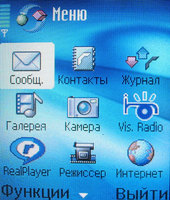 Меню
Сообщ. Контакты Журнал
Галерея Камера Vis. Radio
RealPlayer Режиссер Интернет
Функции Выйти